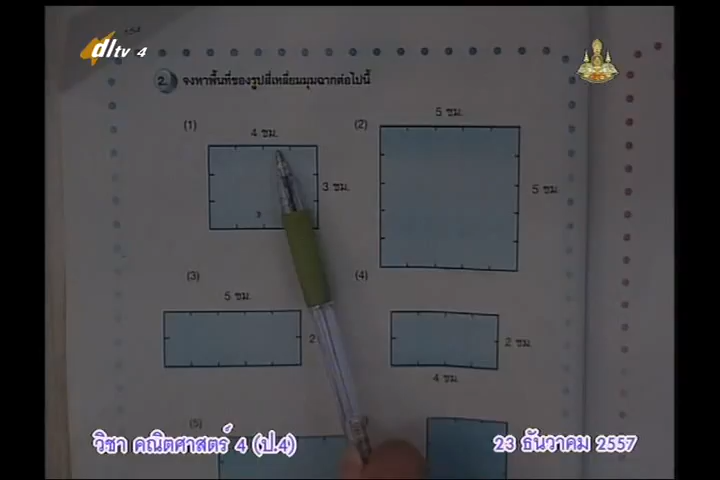 dltv 4
2. จงหาพื้นที่ของรูปสี่เหลี่ยมมุมฉากต่อไปนี้
(1)
4 ซม.
3 ซม.
(2)
5 ซม.
5 ซม.
(3)
5 ซม.
2
(4)
2 ซม.
4 ซม.
(5)
วิชา คณิตศาสตร์ 4 (ป.4)
23 ธันวาคม 2557